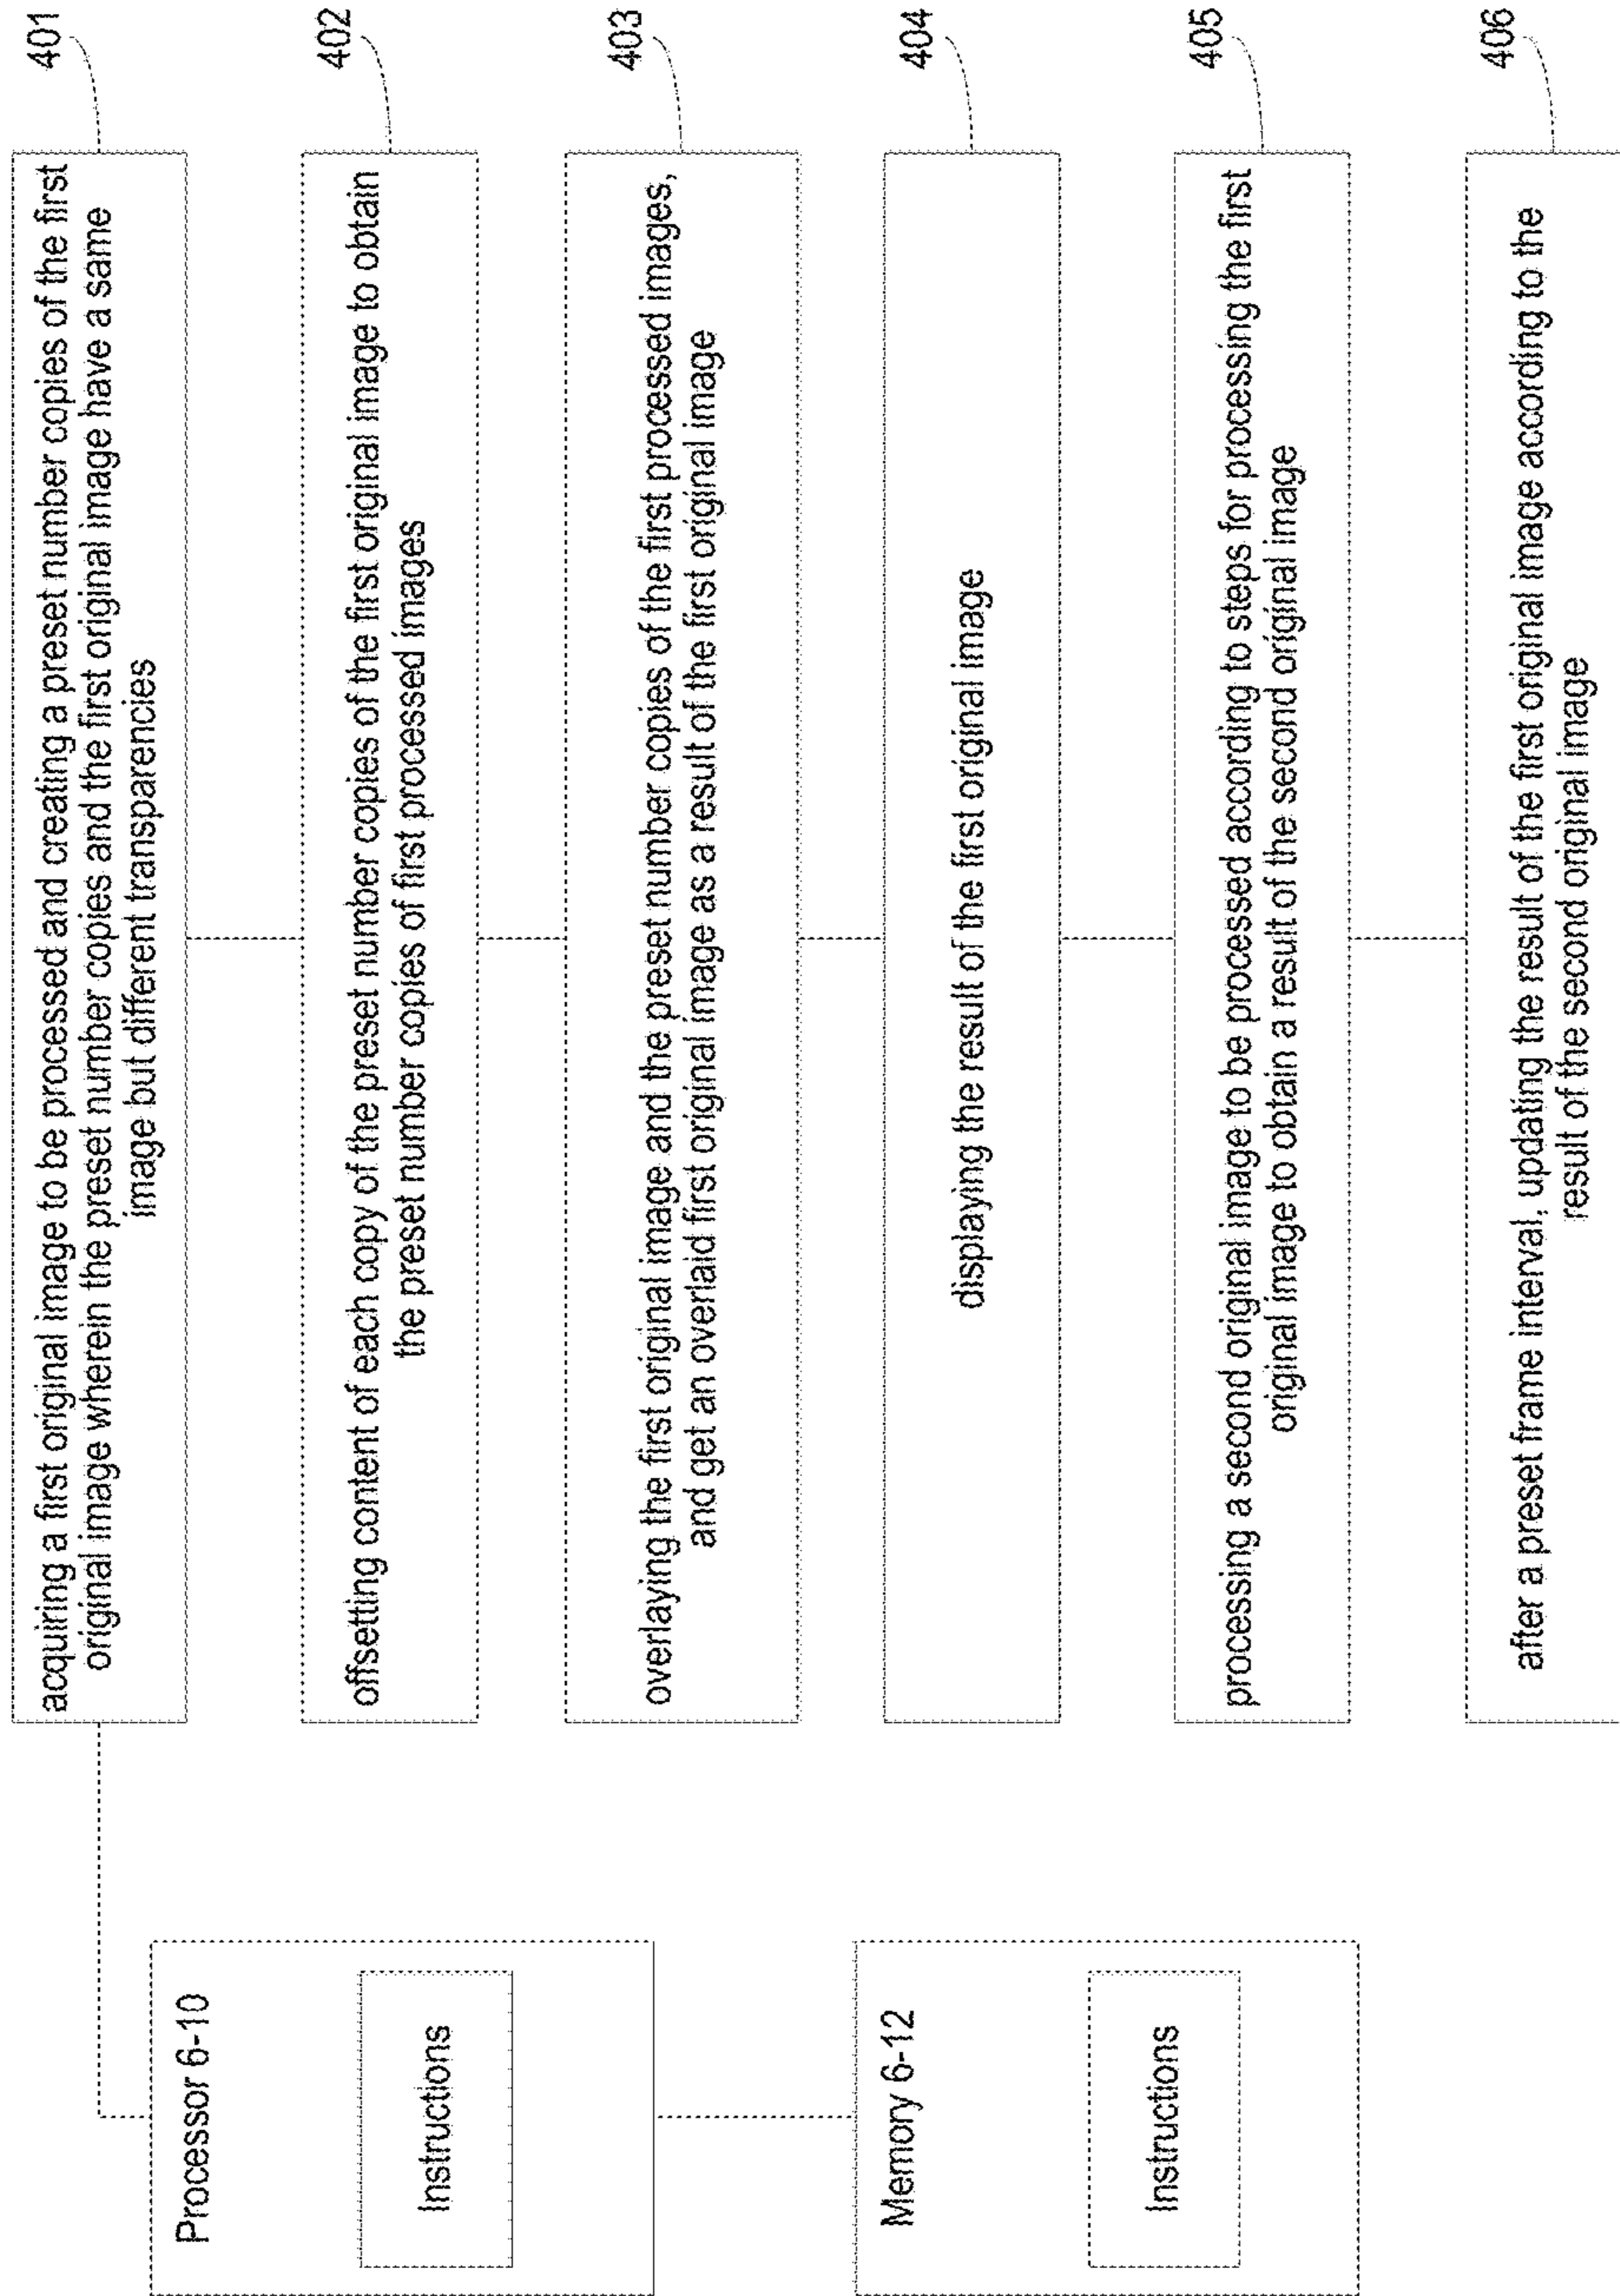 Processor 6-10
Instructions
Memory 6-12
Instructions
acquiring a first original image to be processed and creating a preset number copies of the first
original image wherein the preset number copies and the first original image have a same
image but different transparencies
401
offsetting content of each copy of the preset number copies of the first original image to obtain
the preset number copies of first processed images
402
overlaying the first original image and the preset number copies of the first processed images,
and get an overlaid first original image as a result of the first original image
403
displaying the result of the first original image
404
processing a second original image to be processed according to steps for processing the first
original image to obtain a result of the second original image
405
after a preset frame interval, updating the result of the first original image according to the
result of the second original image
406